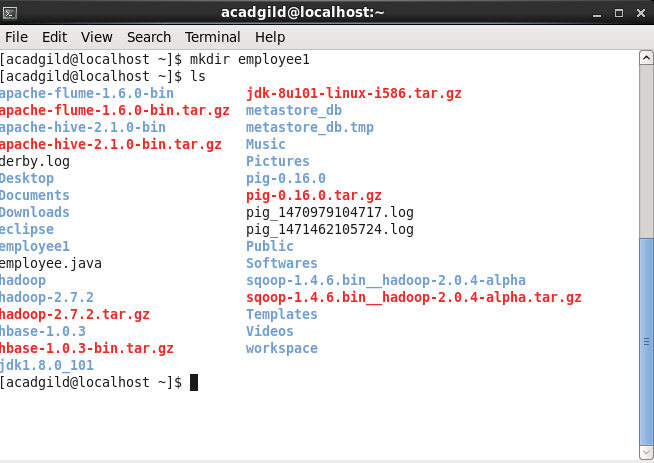 acadgild@localhost:~
File Edit View Search Terminal Help
[acadgild@localhost ~]$ mkdir employee1
[acadgild@localhost ~]$ ls
apache-flume-1.6.0-bin jdk-8u101-linux-i586.tar.gz
apache-flume-1.6.0-bin.tar.gz metastore_db
apache-hive-2.1.0-bin metastore_db.tmp
apache-hive-2.1.0-bin.tar.gz Music
derby.log Pictures
Desktop pig-0.16.0
Documents pig-0.16.0.tar.gz
Downloads pig_1470979104717.log
eclipse pig_1471462105724.log
employee1 Public
employee.java Softwares
hadoop sqoop-1.4.6.bin__hadoop-2.0.4-alpha
hadoop-2.7.2 sqoop-1.4.6.bin__hadoop-2.0.4-alpha.tar.gz
hadoop-2.7.2.tar.gz Templates
hbase-1.0.3 Videos
hbase-1.0.3-bin.tar.gz workspace
jdk1.8.0_101
[acadgild@localhost ~]$